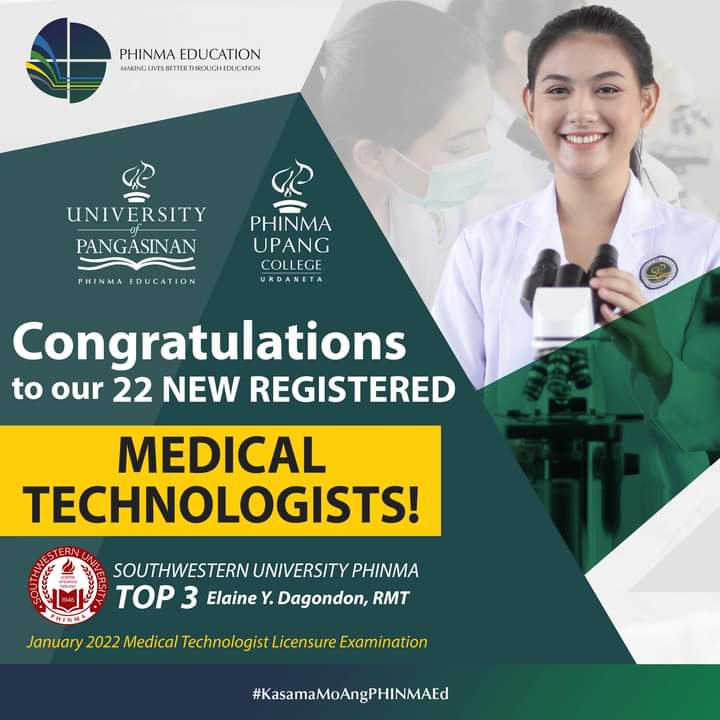 PHINMA EDUCATION
MAKING LIVES BETTER THROUGH EDUCATION
UNIVERSITY
of
PANGASINAN
PHINMA EDUCATION
PHINMA
UPANG
COLLEGE
URDANETA
Congratulations
to our 22 NEW REGISTERED
MEDICAL
TECHNOLOGISTS!
SOUTHWESTERN UNIVERSITY
1946
PHINMA
SOUTHWESTERN UNIVERSITY PHINMA
TOP 3 Elaine Y. Dagondon, RMT
January 2022 Medical Technologist Licensure Examination
#KasamaMoAngPHINMAEd